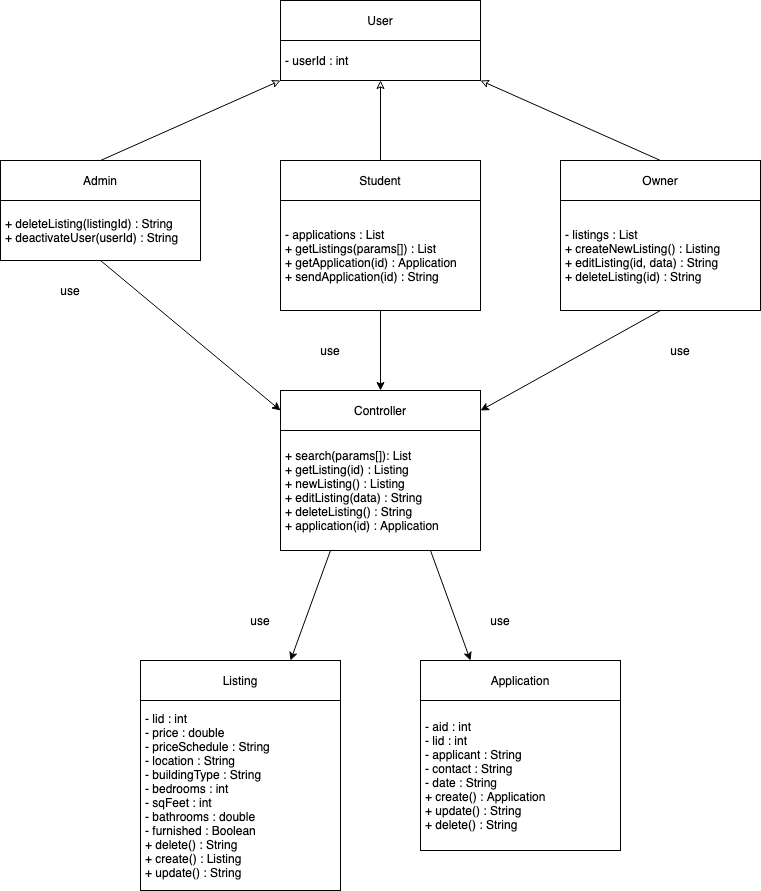 User
- userId : int
Admin
+ deleteListing(listingId) : String
+ deactivateUser(userId) : String
Student
- applications : List
+ getListings(params[]) : List
+ getApplication(id) : Application
+ sendApplication(id) : String
Owner
- listings : List
+ createNewListing() : Listing
+ editListing(id, data) : String
+ deleteListing(id) : String
use
use
use
Controller
+ search(params[]): List
+ getListing(id) : Listing
+ newListing() : Listing
+ editListing(data) : String
+ deleteListing() : String
+ application(id) : Application
use
use
Listing
- lid : int
- price : double
- priceSchedule : String
- location : String
- buildingType : String
- bedrooms : int
- sqFeet : int
- bathrooms : double
- furnished : Boolean
+ delete() : String
+ create() : Listing
+ update() : String
Application
- aid : int
- lid : int
- applicant : String
- contact : String
- date : String
+ create() : Application
+ update() : String
+ delete() : String